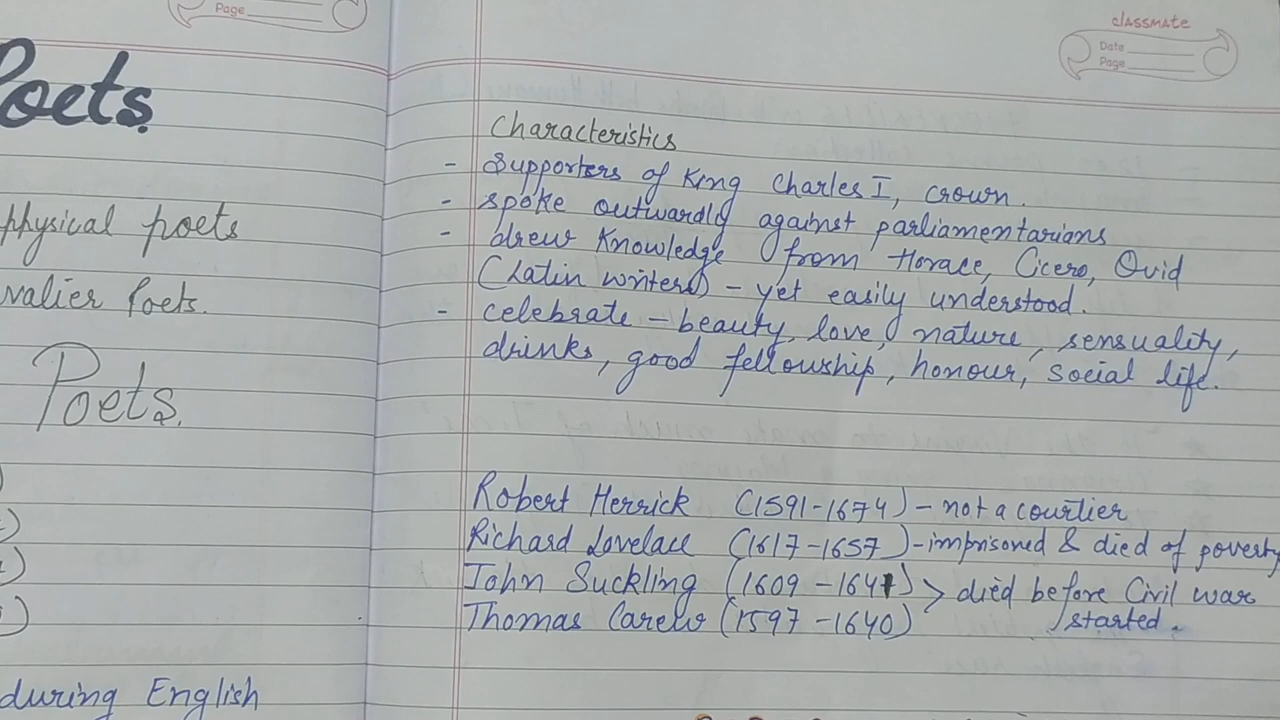 Page
Poets.
physical poets
valier Poets.
Poets.
during English
classmate
Date
Page
Characteristics
- Supporters of King Charles I, crown.
- spoke outwardly against parliamentarians
- drew knowledge from Horace, Cicero, Ovid
(Latin writers) - yet easily understood.
- celebrate - beauty, love, nature, sensuality,
drinks, good fellowship, honour, social life.
Robert Herrick (1591-1674) - not a courtier
Richard Lovelace (1617-1657) - imprisoned & died of poverty
John Suckling (1609 - 1641) > died before Civil war
Thomas Carew (1597 - 1640) started.